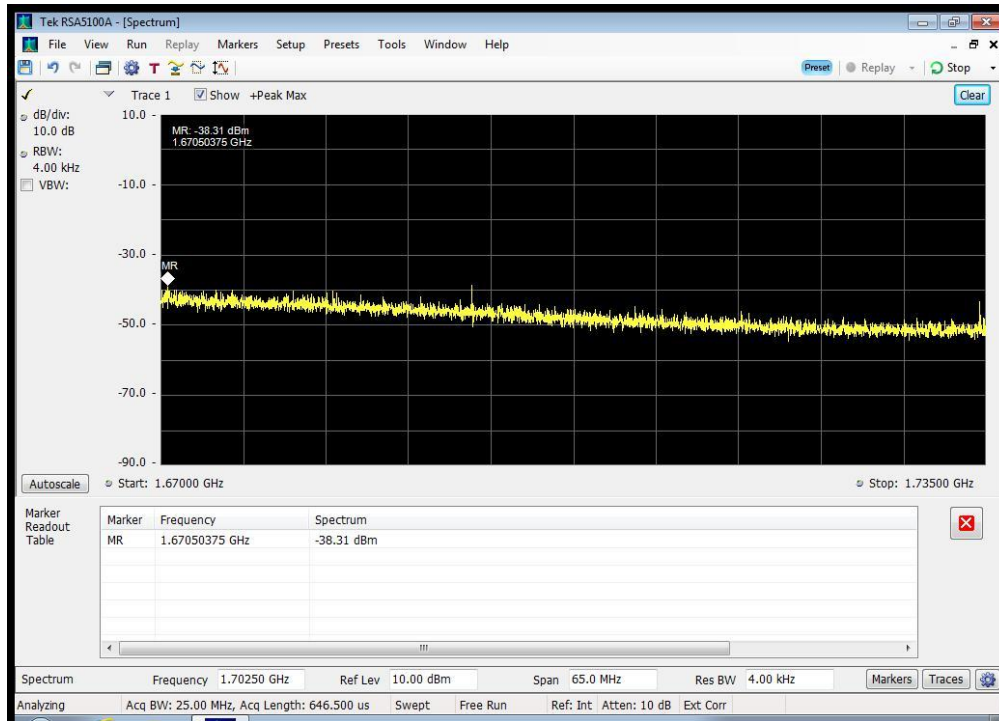 Tek RSA5100A - [Spectrum]
File View Run Replay Markers Setup Presets Tools Window Help
T Preset Replay Stop
Trace 1 Show +Peak Max Clear
dB/div:
10.0 dB
RBW:
4.00 kHz
VBW:
10.0
-10.0
-30.0
-50.0
-70.0
-90.0
MR: -38.31 dBm
1.67050375 GHz
MR
Autoscale Start: 1.67000 GHz Stop: 1.73500 GHz
Marker
Readout
Table
Marker Frequency Spectrum
MR 1.67050375 GHz -38.31 dBm
Spectrum Frequency 1.70250 GHz Ref Lev 10.00 dBm Span 65.0 MHz Res BW 4.00 kHz Markers Traces
Analyzing Acq BW: 25.00 MHz, Acq Length: 646.500 us Swept Free Run Ref: Int Atten: 10 dB Ext Corr